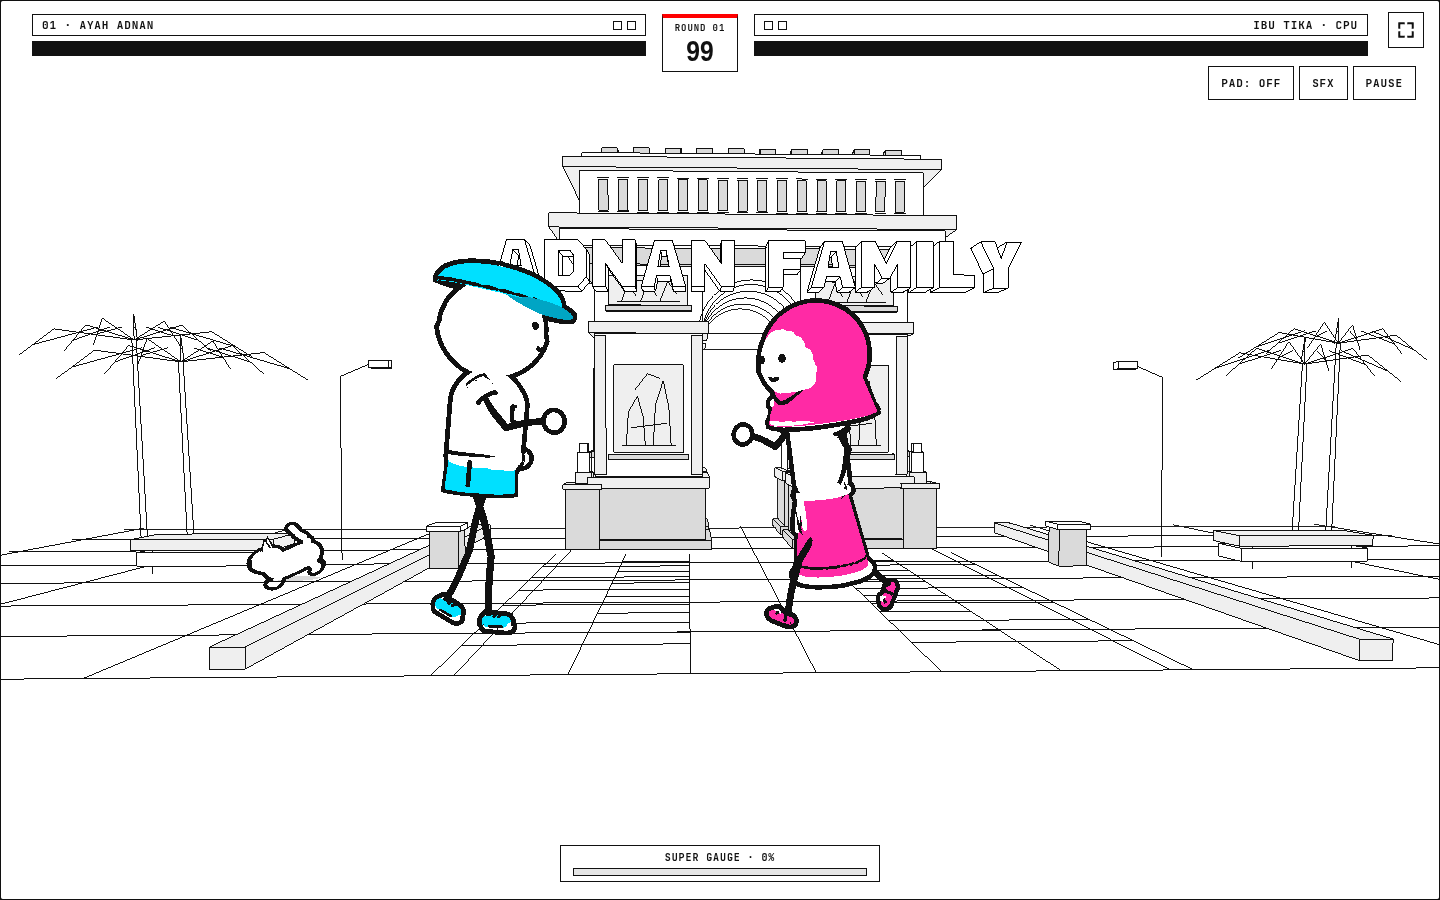 01 · AYAH ADNAN
ROUND 01
99
IBU TIKA · CPU
PAD: OFF
SFX
PAUSE
ADNAN FAMILY
SUPER GAUGE · 0%